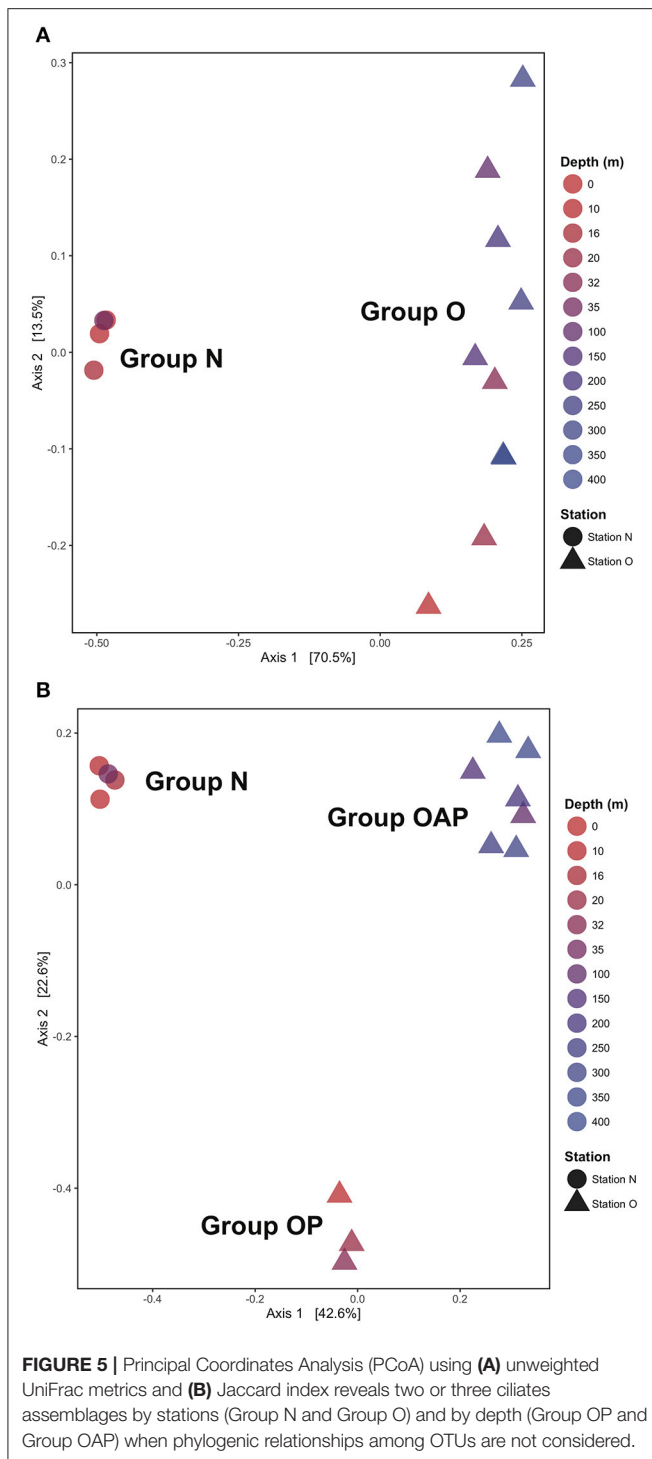 A
0.3
0.2
0.1
0.0
-0.1
-0.2
Axis 2 [13.5%]
Group N
Group O
-0.50
-0.25
0.00
0.25
Axis 1 [70.5%]
Depth (m)
0
10
16
20
32
35
100
150
200
250
300
350
400
Station
Station N
Station O
B
0.2
0.0
-0.2
-0.4
Axis 2 [22.6%]
Group N
Group OAP
Group OP
-0.4
-0.2
0.0
0.2
Axis 1 [42.6%]
Depth (m)
0
10
16
20
32
35
100
150
200
250
300
350
400
Station
Station N
Station O
FIGURE 5 | Principal Coordinates Analysis (PCoA) using (A) unweighted
UniFrac metrics and (B) Jaccard index reveals two or three ciliates
assemblages by stations (Group N and Group O) and by depth (Group OP and
Group OAP) when phylogenic relationships among OTUs are not considered.